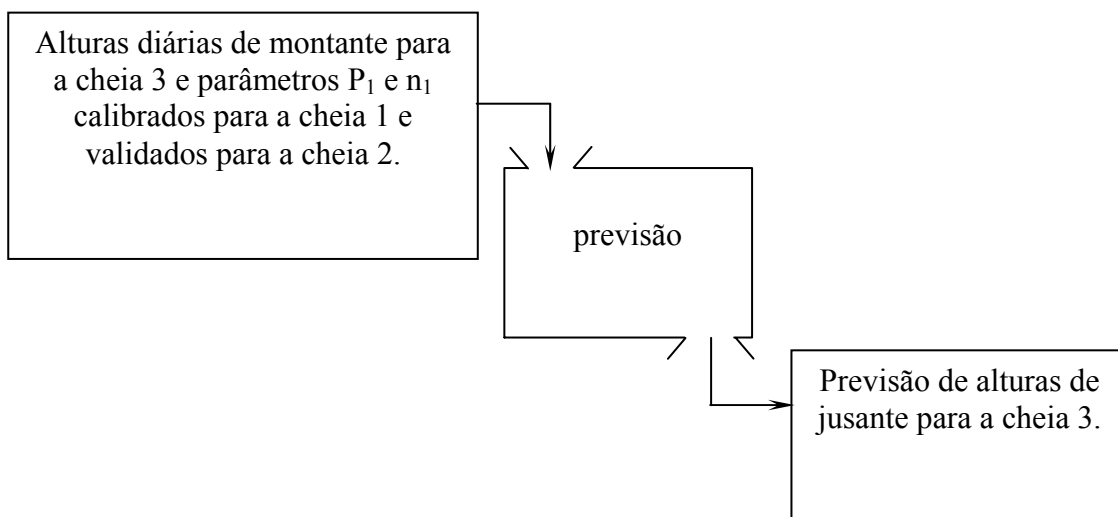 Alturas diárias de montante para
a cheia 3 e parâmetros P₁ e n₁
calibrados para a cheia 1 e
validados para a cheia 2.
previsão
Previsão de alturas de
jusante para a cheia 3.